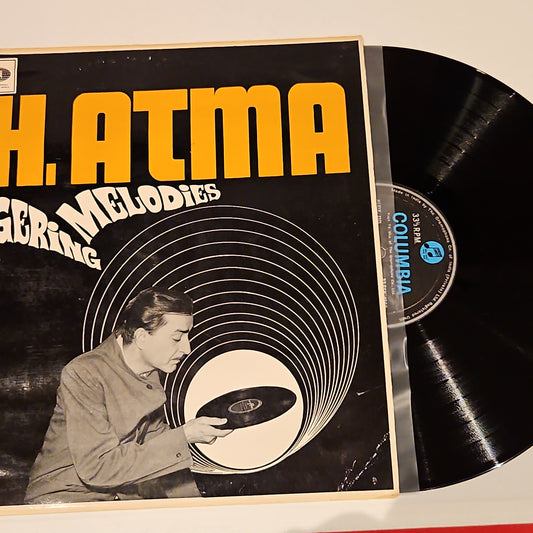 H. ATMA
GERING
MELODIES
33⅓ RPM
COLUMBIA